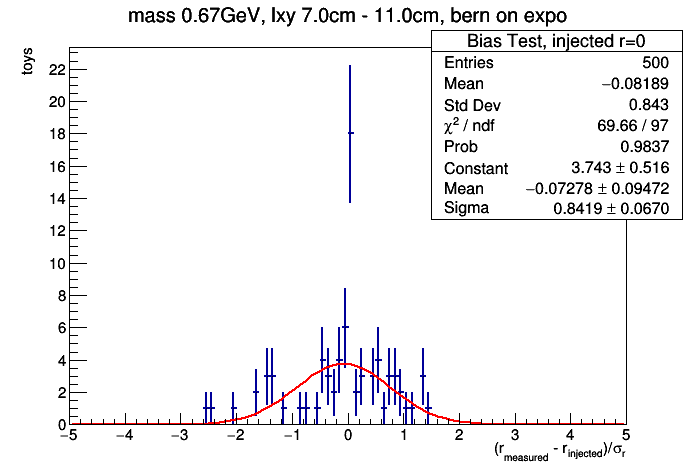 mass 0.67GeV, lxy 7.0cm - 11.0cm, bern on expo
Bias Test, injected r=0
Entries 500
Mean −0.08189
Std Dev 0.843
χ² / ndf 69.66 / 97
Prob 0.9837
Constant 3.743 ± 0.516
Mean −0.07278 ± 0.09472
Sigma 0.8419 ± 0.0670
toys
22
20
18
16
14
12
10
8
6
4
2
0
−5 −4 −3 −2 −1 0 1 2 3 4 5
(r_measured - r_injected)/σ_r